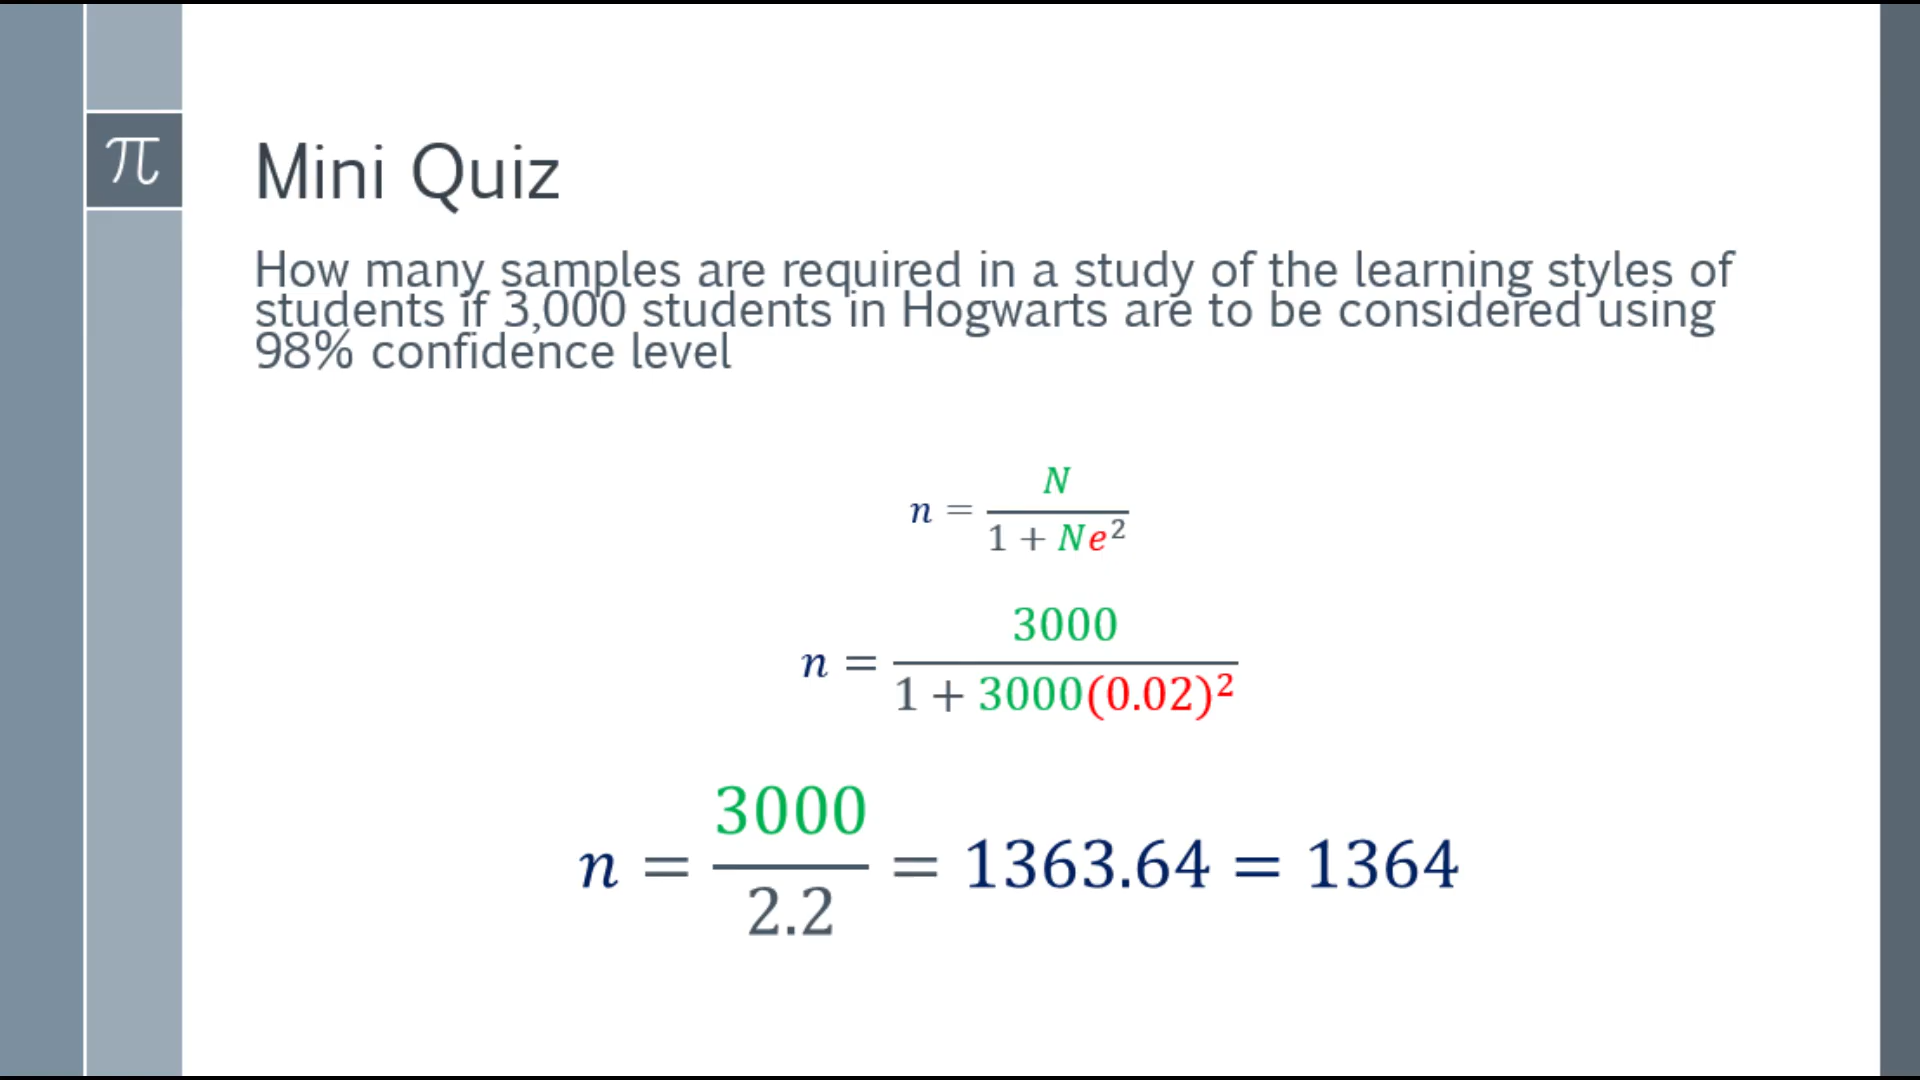 π
Mini Quiz
How many samples are required in a study of the learning styles of
students if 3,000 students in Hogwarts are to be considered using
98% confidence level
n = N / (1 + Ne²)
n = 3000 / (1 + 3000(0.02)²)
n = 3000 / 2.2 = 1363.64 = 1364